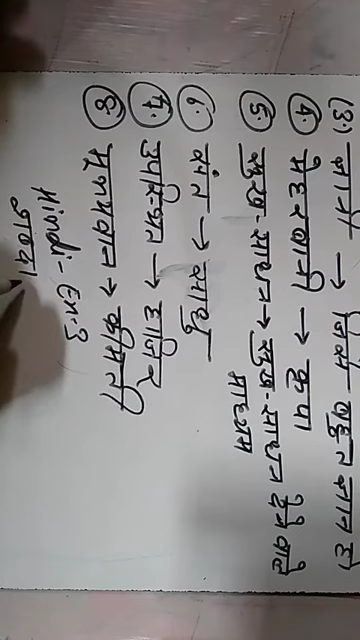 (3.) ज्ञानी → जिसे बहुत ज्ञान हो
4. मेहरबानी → कृपा
5. सुख-साधन → सुख-साधन देने वाले
माध्यम
6. संत → साधु
7. उपस्थित → हाजिर
8. मूल्यवान → कीमती
Hindi - Ex-3
शब्दा